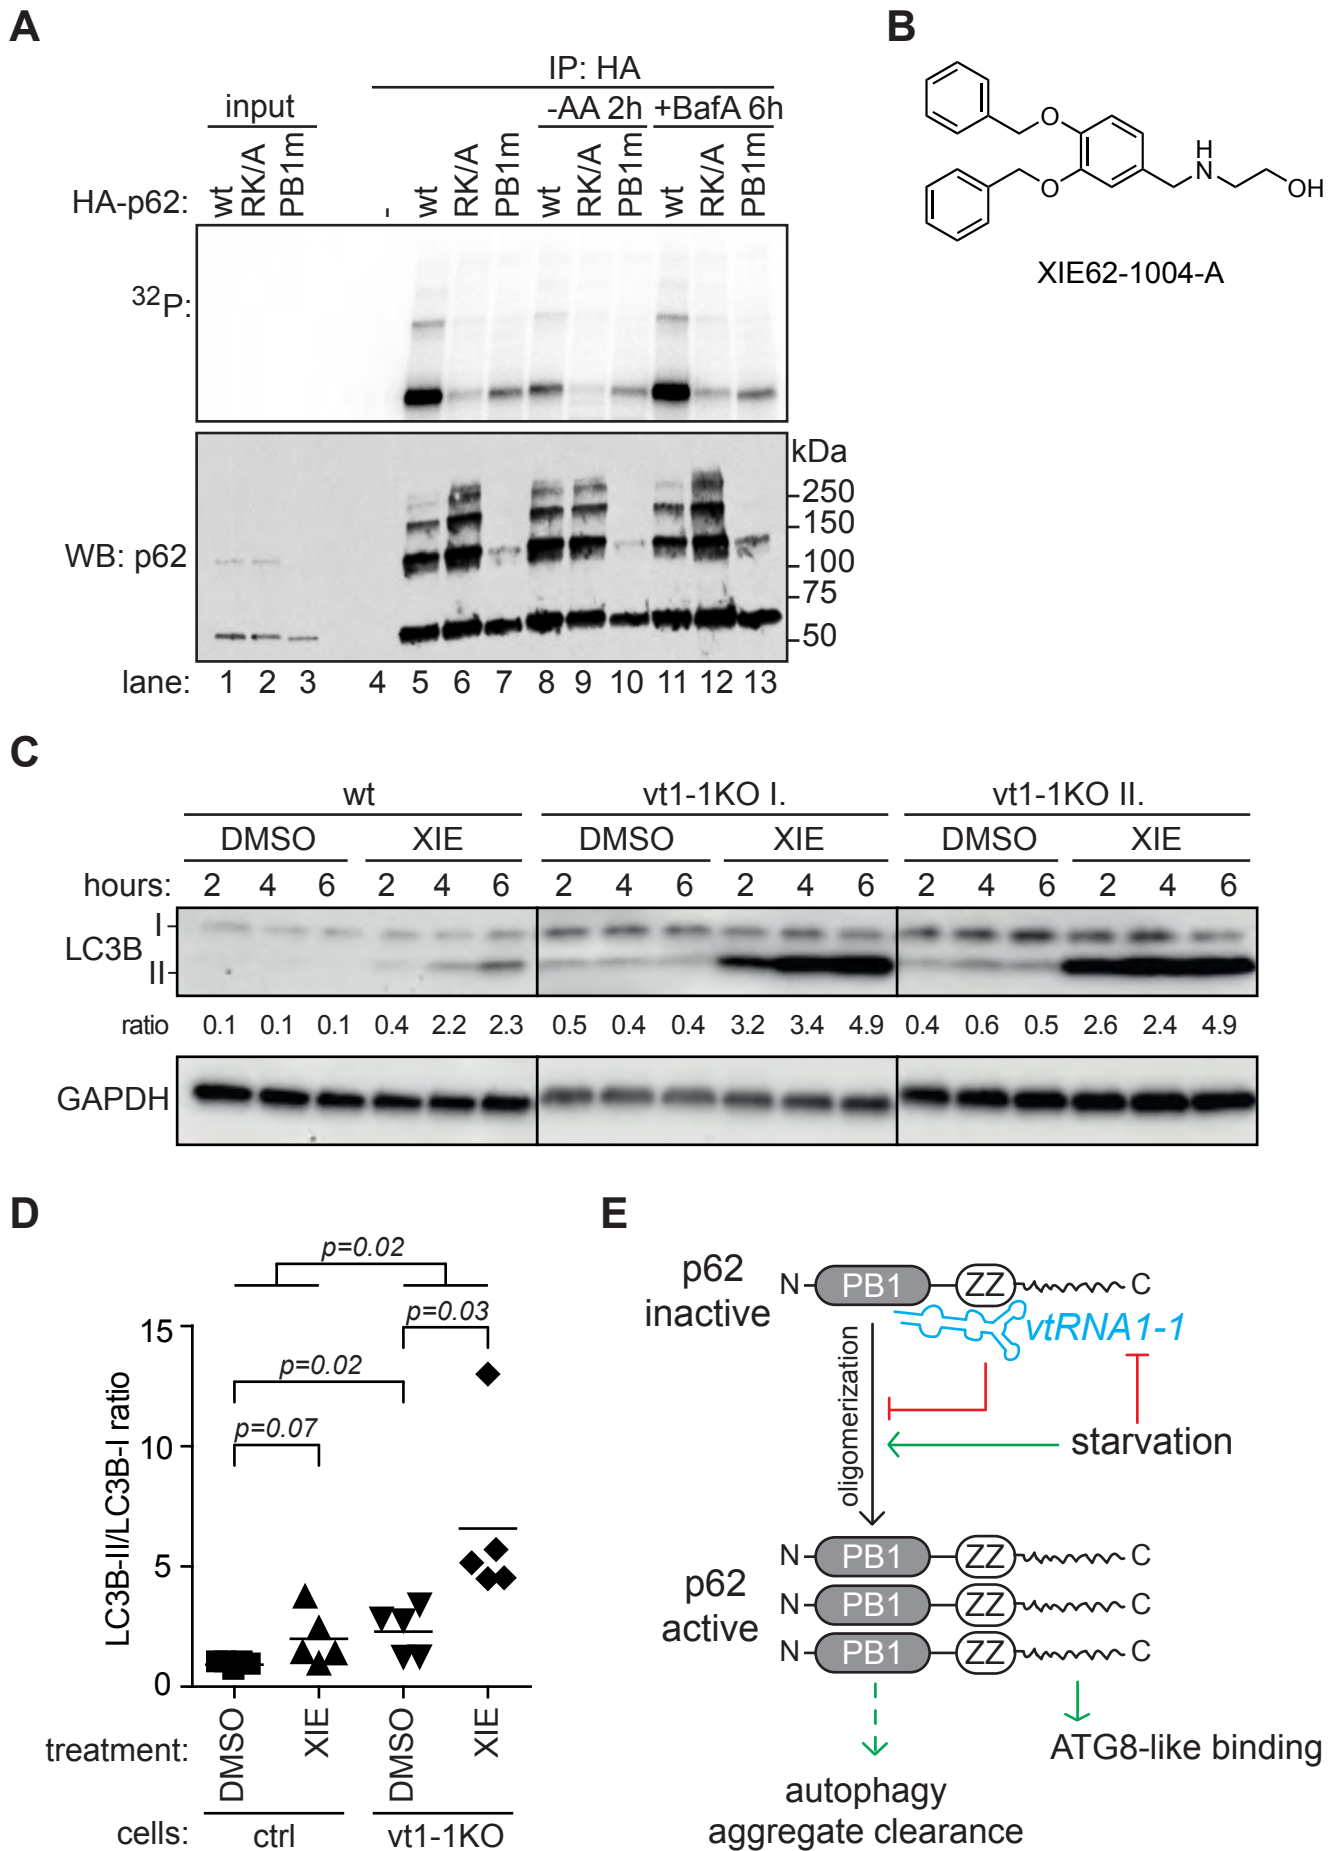 A
IP: HA
input
-AA 2h
+BafA 6h
HA-p62:
wt
RK/A
PB1m
-
wt
RK/A
PB1m
wt
RK/A
PB1m
wt
RK/A
PB1m
32P:
WB: p62
kDa
250
150
100
75
50
lane: 1 2 3 4 5 6 7 8 9 10 11 12 13
B
O
O
H
N
OH
XIE62-1004-A
C
wt vt1-1KO I. vt1-1KO II.
DMSO XIE DMSO XIE DMSO XIE
hours: 2 4 6 2 4 6 2 4 6 2 4 6 2 4 6 2 4 6
LC3B
I
II
ratio 0.1 0.1 0.1 0.4 2.2 2.3 0.5 0.4 0.4 3.2 3.4 4.9 0.4 0.6 0.5 2.6 2.4 4.9
GAPDH
D
p=0.02
p=0.03
p=0.02
p=0.07
LC3B-II/LC3B-I ratio
15
10
5
0
treatment: DMSO XIE DMSO XIE
cells: ctrl vt1-1KO
E
p62
inactive
N PB1 ZZ C
vtRNA1-1
oligomerization
starvation
p62
active
N PB1 ZZ C
N PB1 ZZ C
N PB1 ZZ C
ATG8-like binding
autophagy
aggregate clearance